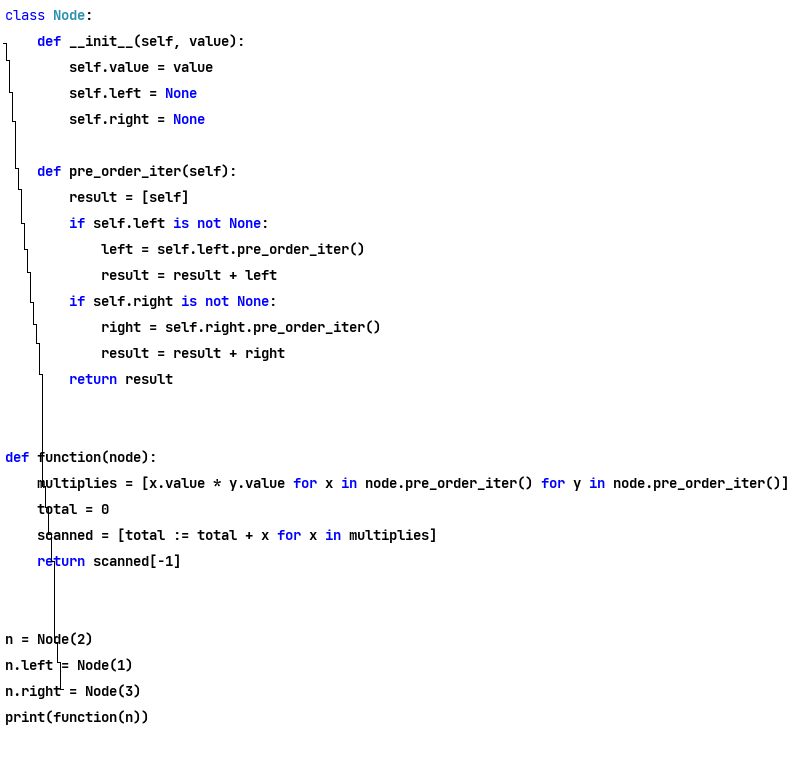 class Node:
    def __init__(self, value):
        self.value = value
        self.left = None
        self.right = None
    def pre_order_iter(self):
        result = [self]
        if self.left is not None:
            left = self.left.pre_order_iter()
            result = result + left
        if self.right is not None:
            right = self.right.pre_order_iter()
            result = result + right
        return result
def function(node):
    multiplies = [x.value * y.value for x in node.pre_order_iter() for y in node.pre_order_iter()]
    total = 0
    scanned = [total := total + x for x in multiplies]
    return scanned[-1]
n = Node(2)
n.left = Node(1)
n.right = Node(3)
print(function(n))